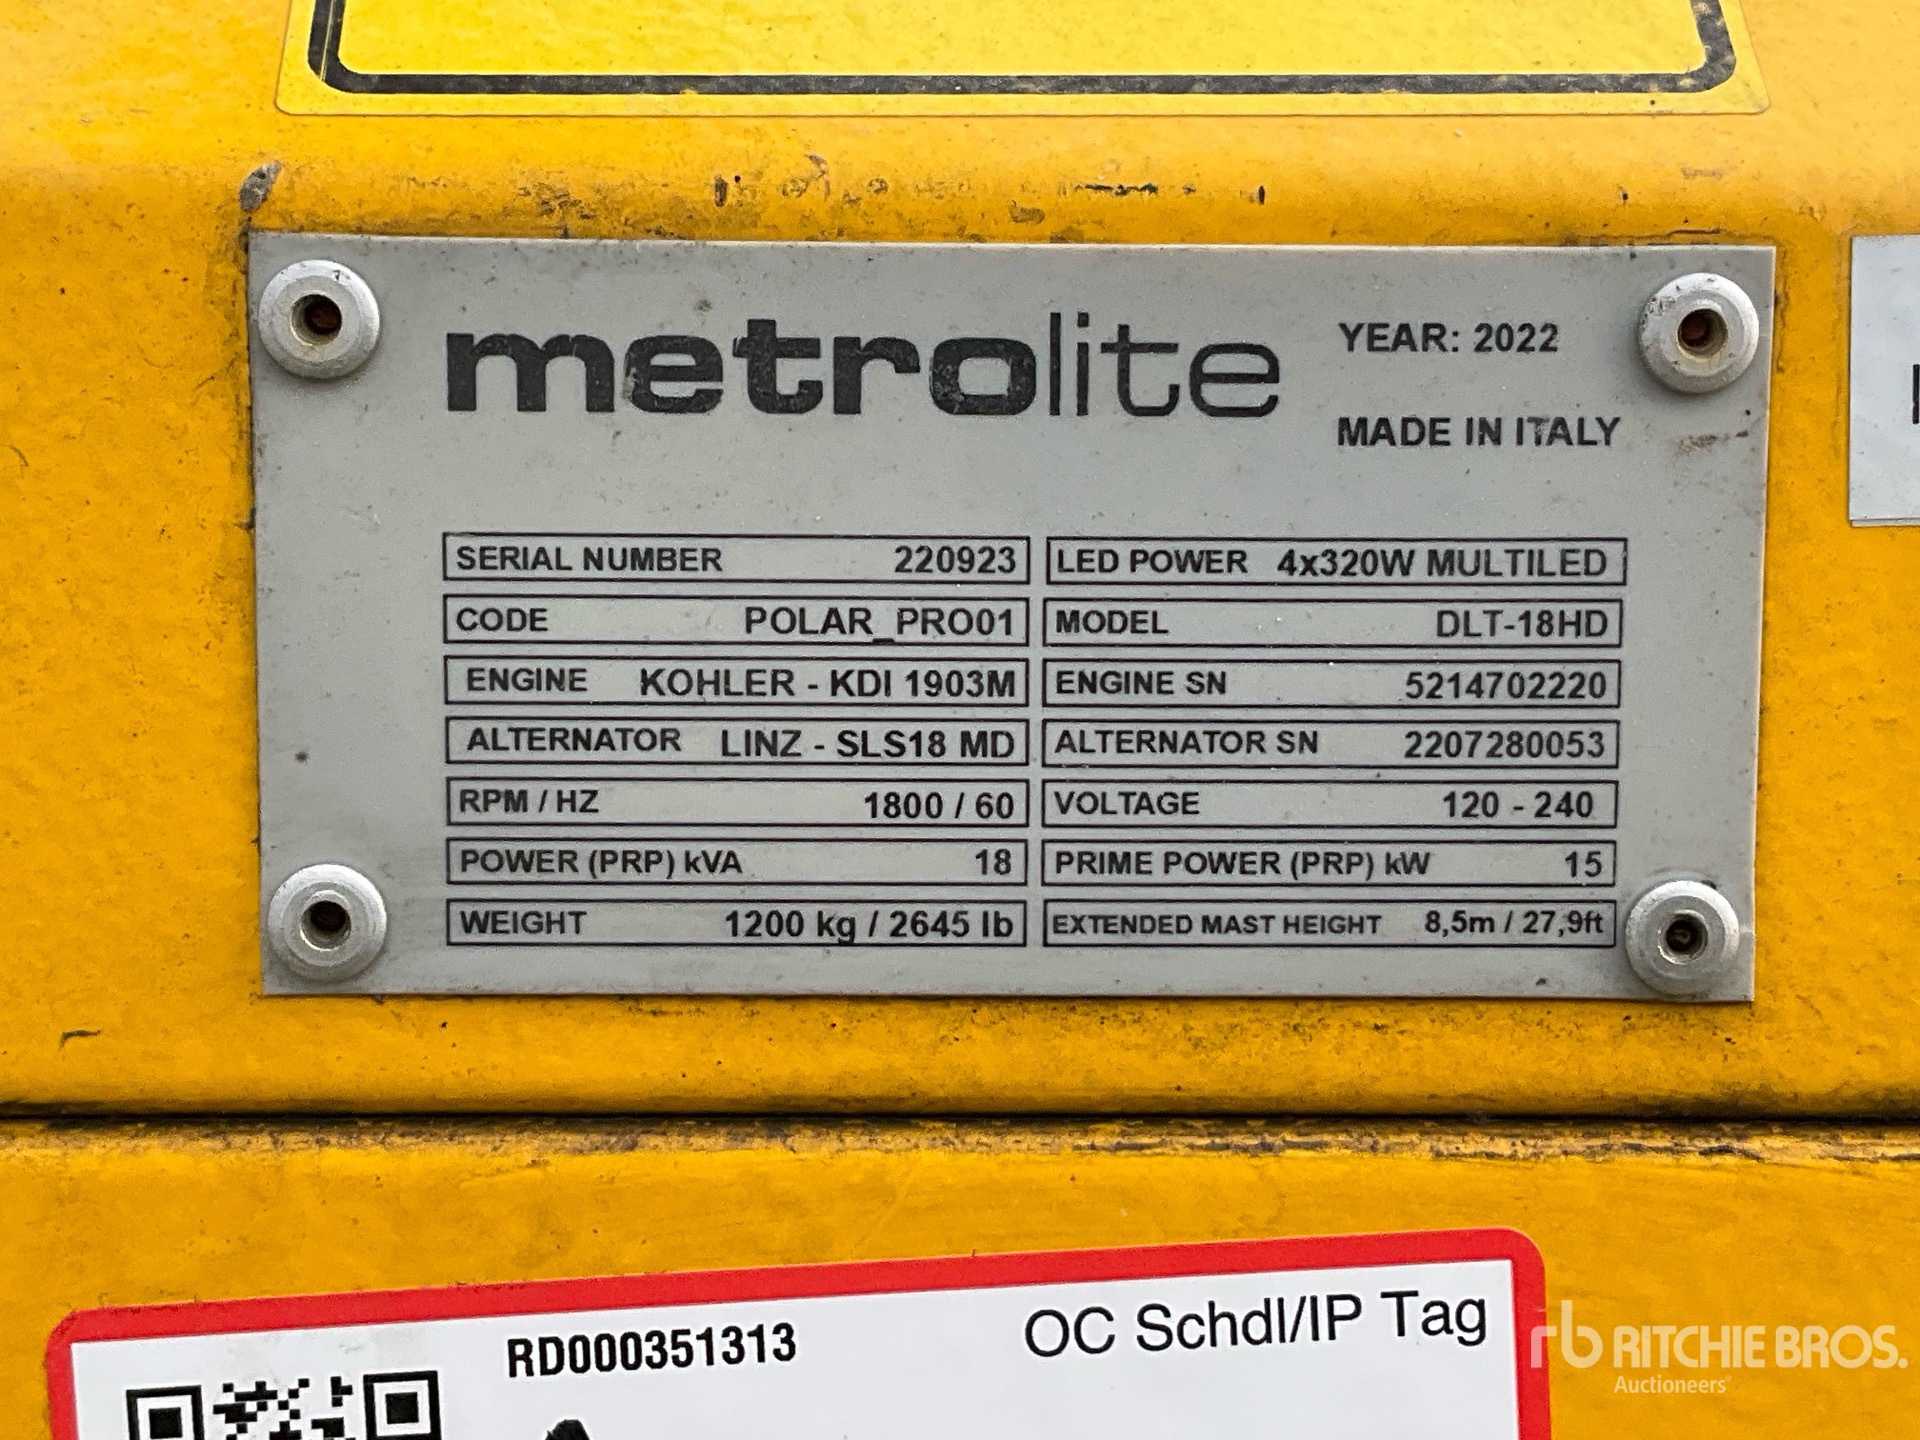 metrolite
YEAR: 2022
MADE IN ITALY
SERIAL NUMBER 220923
LED POWER 4x320W MULTILED
CODE POLAR_PRO01
MODEL DLT-18HD
ENGINE KOHLER - KDI 1903M
ENGINE SN 5214702220
ALTERNATOR LINZ - SLS18 MD
ALTERNATOR SN 2207280053
RPM / HZ 1800 / 60
VOLTAGE 120 - 240
POWER (PRP) kVA 18
PRIME POWER (PRP) kW 15
WEIGHT 1200 kg / 2645 lb
EXTENDED MAST HEIGHT 8,5m / 27,9ft
RD000351313
OC Schdl/IP Tag
rb RITCHIE BROS.
Auctioneers